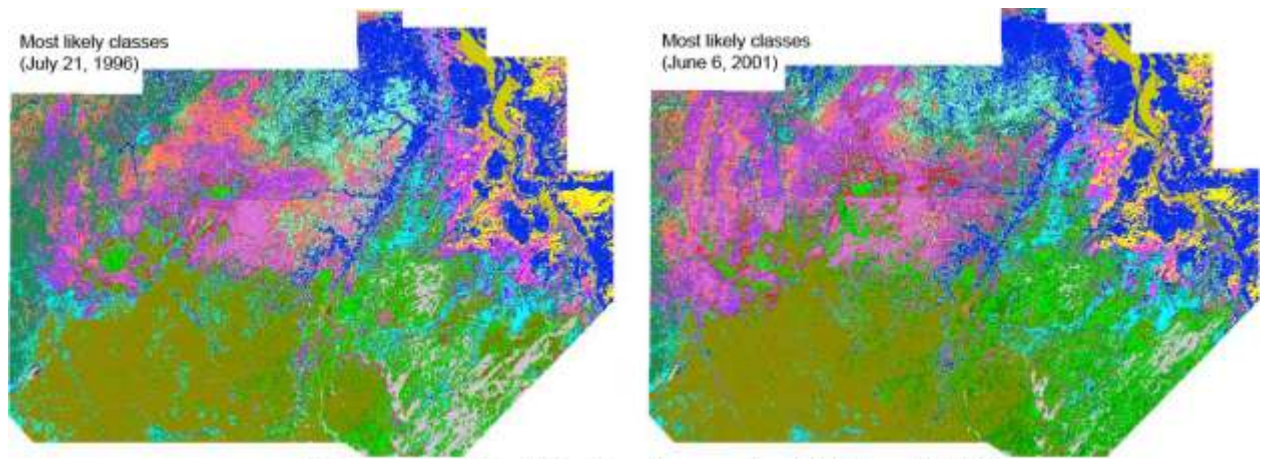 Most likely classes
(July 21, 1996)
Most likely classes
(June 6, 2001)